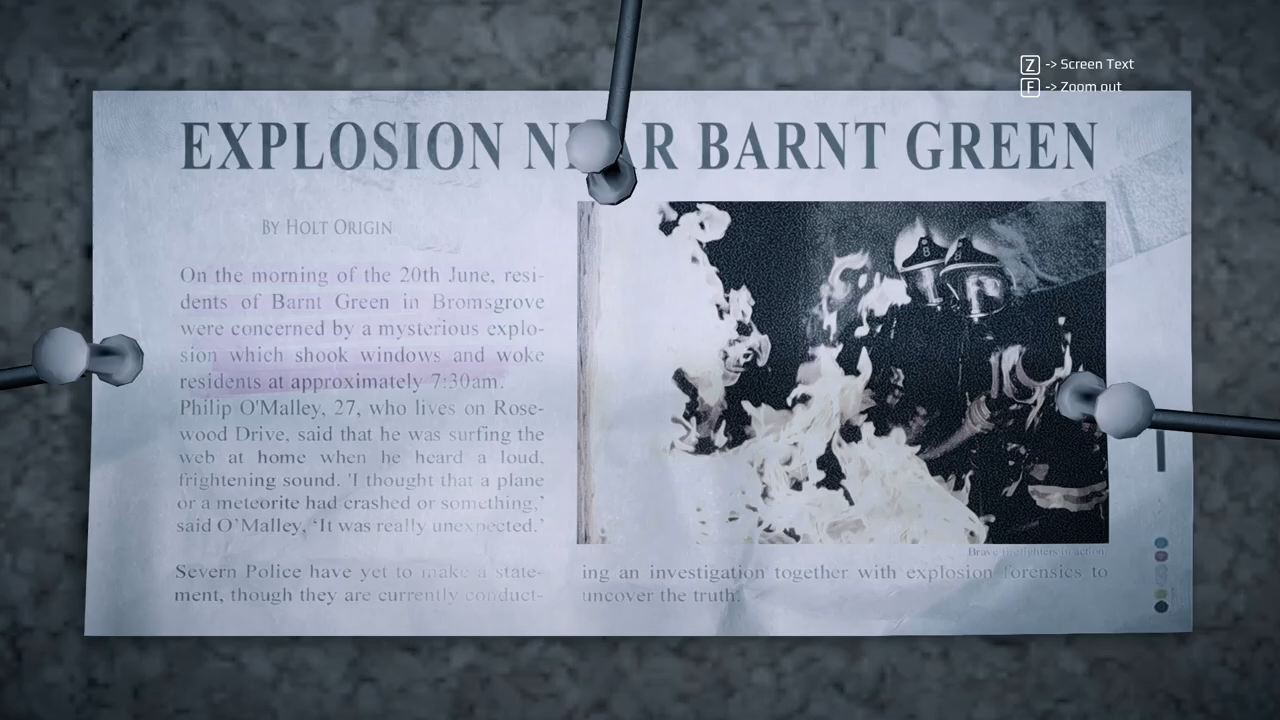 Z -> Screen Text
F -> Zoom out
EXPLOSION NEAR BARNT GREEN
BY HOLT ORIGIN
On the morning of the 20th June, resi-
dents of Barnt Green in Bromsgrove
were concerned by a mysterious explo-
sion which shook windows and woke
residents at approximately 7:30am.
Philip O'Malley, 27, who lives on Rose-
wood Drive, said that he was surfing the
web at home when he heard a loud,
frightening sound. 'I thought that a plane
or a meteorite had crashed or something,’
said O’Malley, ‘It was really unexpected.’
Severn Police have yet to make a state-
ment, though they are currently conduct-
8
8
Brave firefighters in action
ing an investigation together with explosion forensics to
uncover the truth.